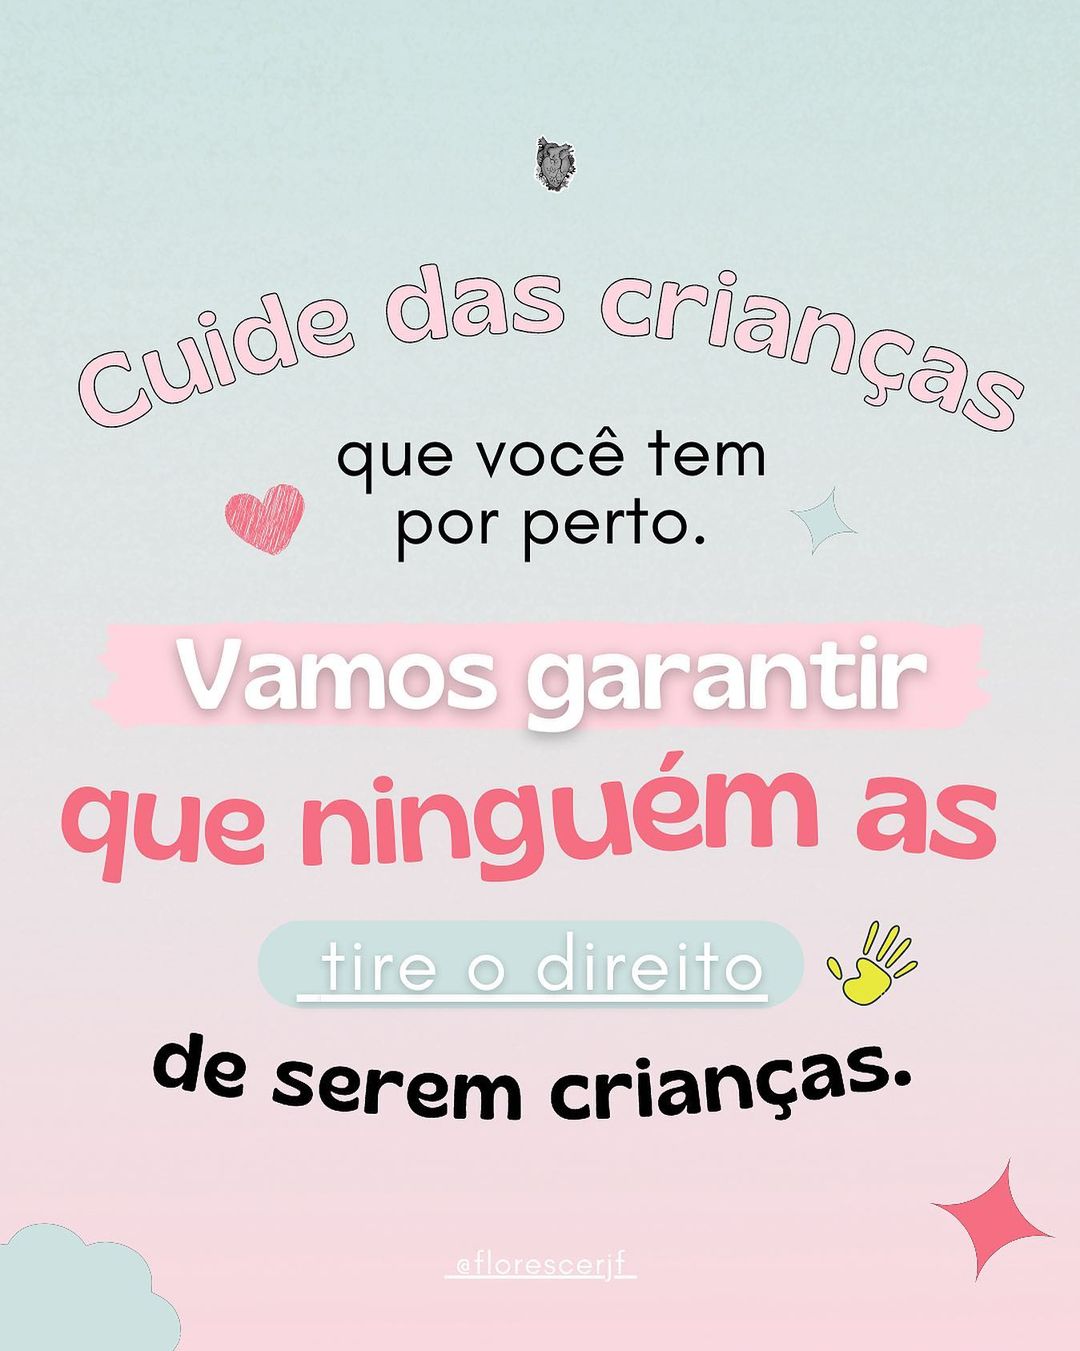 Cuide das crianças
que você tem
por perto.
Vamos garantir
que ninguém as
tire o direito
de serem crianças.
@florescerjf